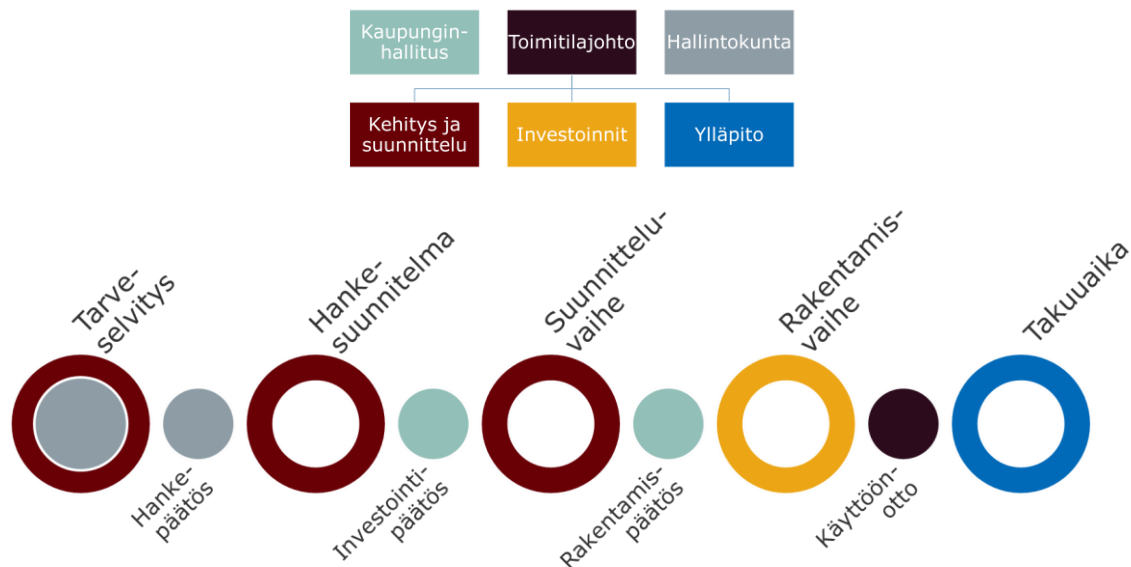 Kaupungin-
hallitus
Toimitilajohto
Hallintokunta
Kehitys ja
suunnittelu
Investoinnit
Ylläpito
Tarve-
selvitys
Hanke-
suunnitelma
Suunnittelu-
vaihe
Rakentamis-
vaihe
Takuuaika
Hanke-
päätös
Investointi-
päätös
Rakentamis-
päätös
Käyttöön-
otto